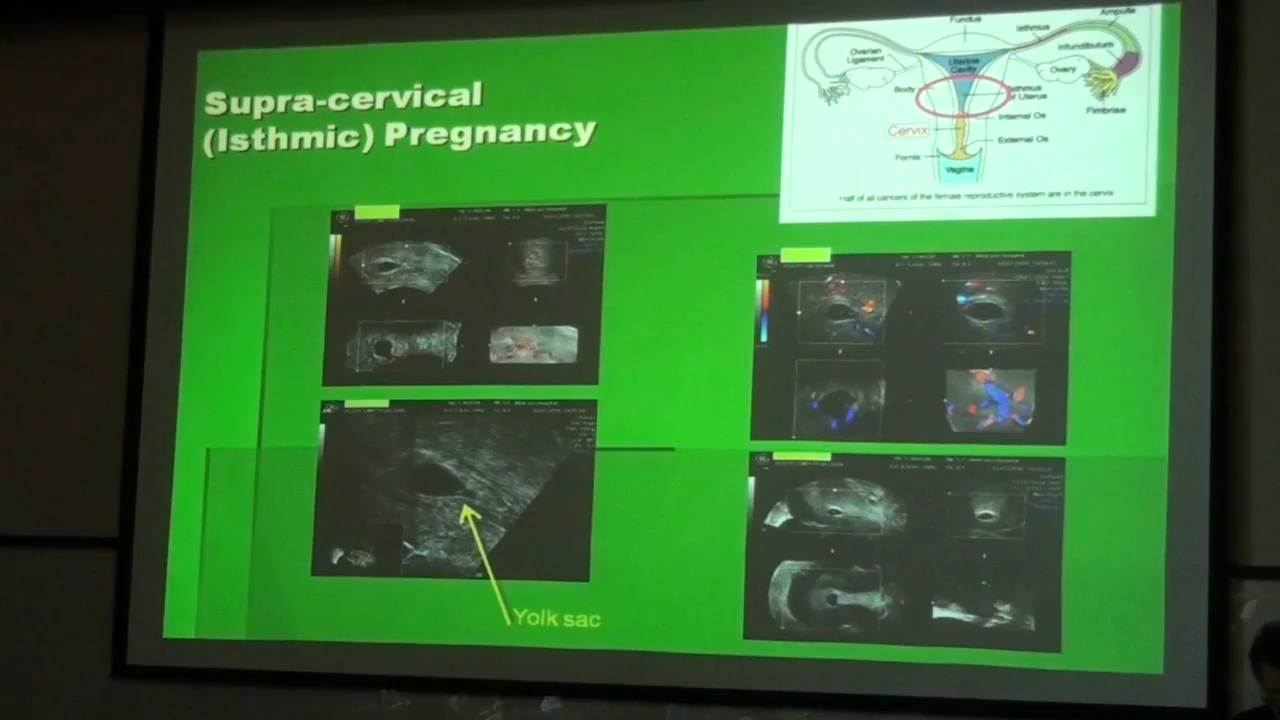 Supra-cervical
(Isthmic) Pregnancy
Fundus
Isthmus
Ampulla
Ovarian
Ligament
Uterine
Cavity
Infundibulum
Ovary
Body
Isthmus
of Uterus
Fimbriae
Internal Os
Cervix
External Os
Fornix
Vagina
Half of all cancers of the female reproductive system are in the cervix
Yolk sac